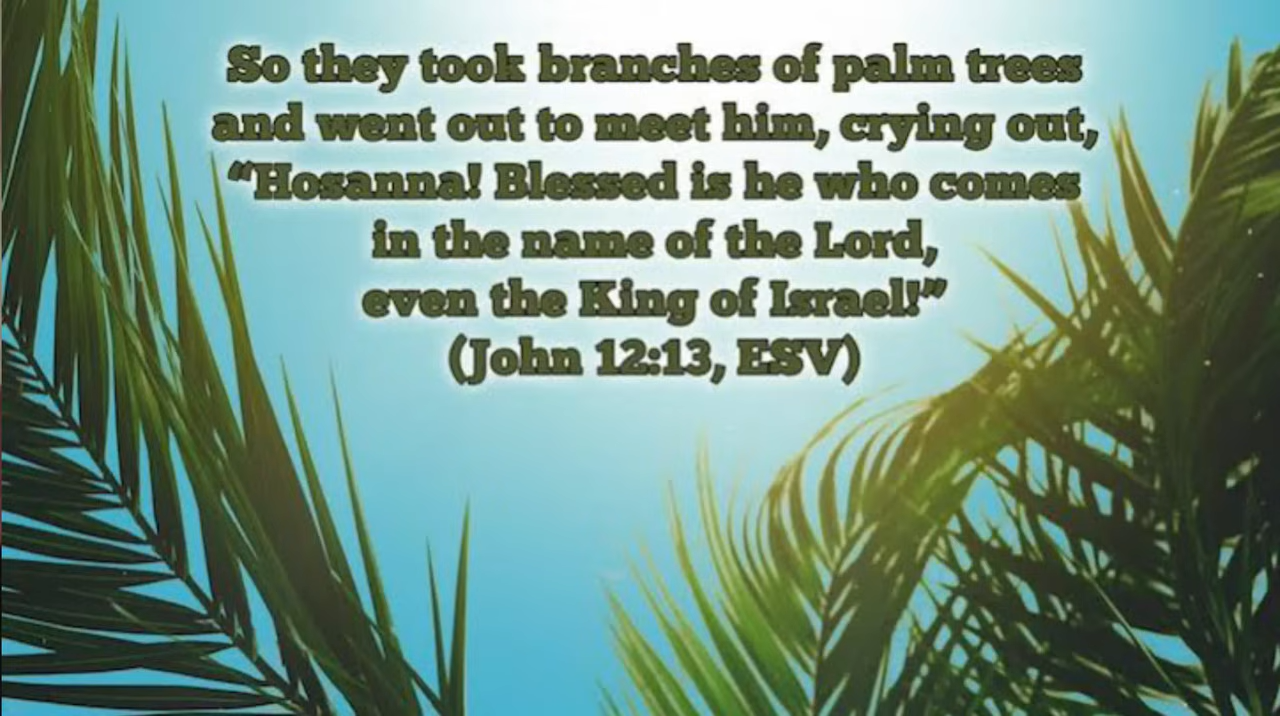 So they took branches of palm trees
and went out to meet him, crying out,
“Hosanna! Blessed is he who comes
in the name of the Lord,
even the King of Israel!”
(John 12:13, ESV)